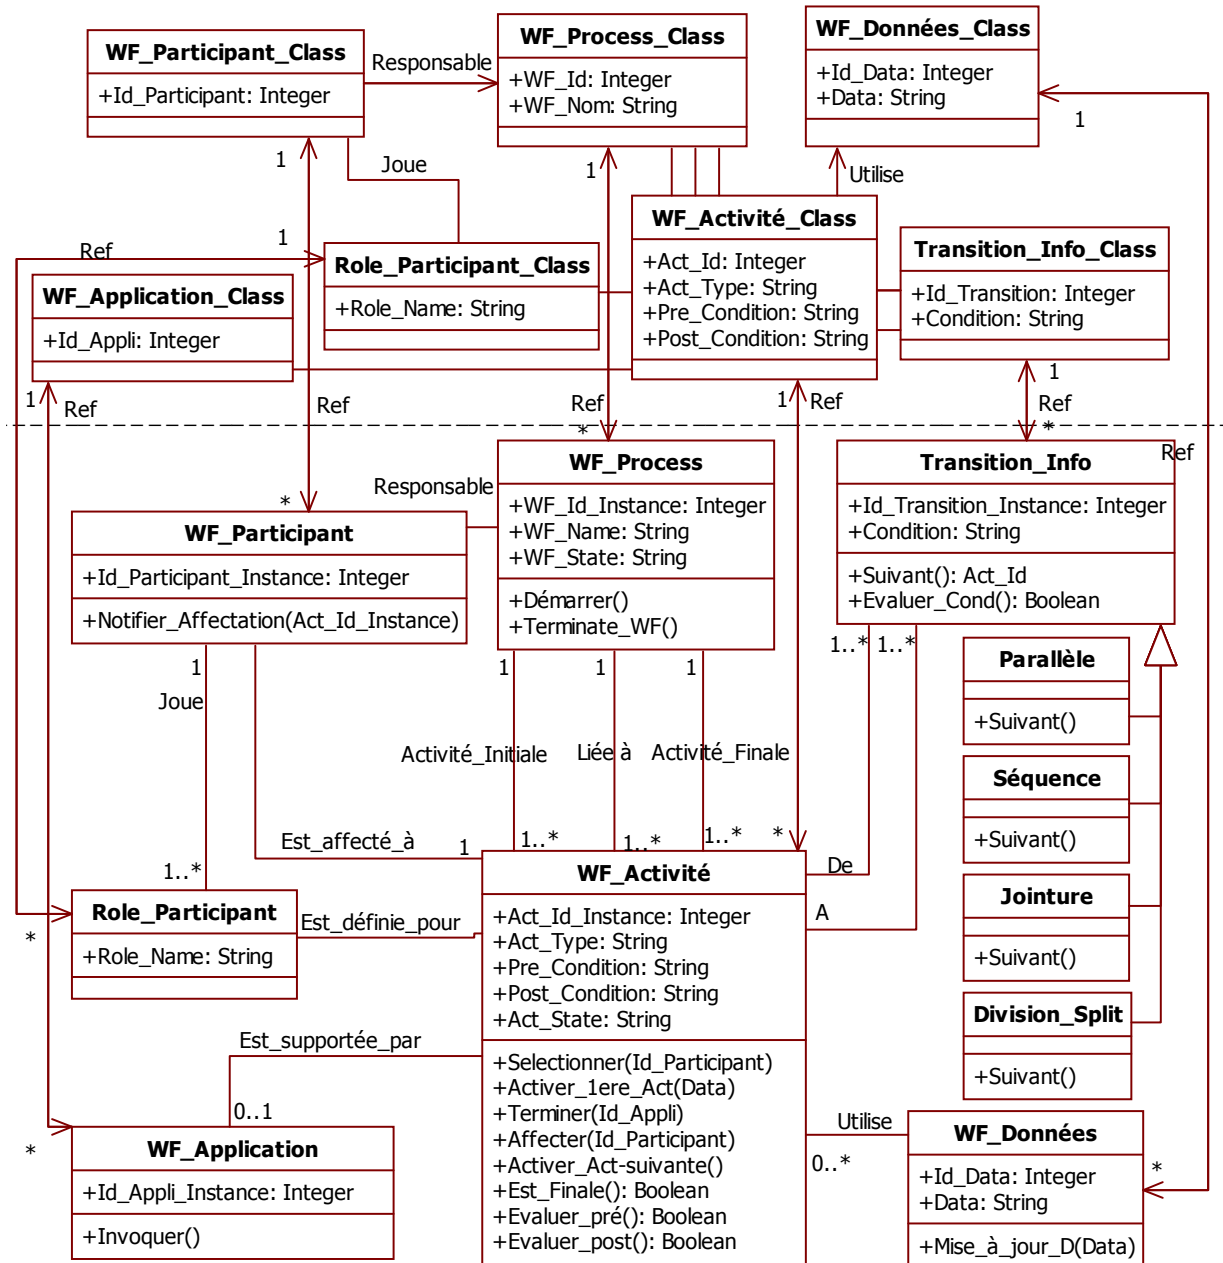 WF_Participant_Class
+Id_Participant: Integer
Responsable
WF_Process_Class
+WF_Id: Integer
+WF_Nom: String
WF_Données_Class
+Id_Data: Integer
+Data: String
1
1
Joue
1
Utilise
Ref
1
WF_Activité_Class
+Act_Id: Integer
+Act_Type: String
+Pre_Condition: String
+Post_Condition: String
Transition_Info_Class
+Id_Transition: Integer
+Condition: String
Role_Participant_Class
+Role_Name: String
WF_Application_Class
+Id_Appli: Integer
1
Ref
Ref
Ref
1
Ref
1
Ref
*
*
Ref
WF_Process
+WF_Id_Instance: Integer
+WF_Name: String
+WF_State: String
+Démarrer()
+Terminate_WF()
Transition_Info
+Id_Transition_Instance: Integer
+Condition: String
+Suivant(): Act_Id
+Evaluer_Cond(): Boolean
Responsable
*
WF_Participant
+Id_Participant_Instance: Integer
+Notifier_Affectation(Act_Id_Instance)
1
Joue
1
1
1
1..*
1..*
Parallèle
+Suivant()
Activité_Initiale
Liée à
Activité_Finale
Séquence
+Suivant()
Est_affecté_à
1
1..*
1..*
1..*
*
1..*
De
A
Jointure
+Suivant()
Role_Participant
+Role_Name: String
*
Est_définie_pour
WF_Activité
+Act_Id_Instance: Integer
+Act_Type: String
+Pre_Condition: String
+Post_Condition: String
+Act_State: String
+Selectionner(Id_Participant)
+Activer_1ere_Act(Data)
+Terminer(Id_Appli)
+Affecter(Id_Participant)
+Activer_Act-suivante()
+Est_Finale(): Boolean
+Evaluer_pré(): Boolean
+Evaluer_post(): Boolean
Division_Split
+Suivant()
Est_supportée_par
0..1
*
WF_Application
+Id_Appli_Instance: Integer
+Invoquer()
Utilise
0..*
*
WF_Données
+Id_Data: Integer
+Data: String
+Mise_à_jour_D(Data)